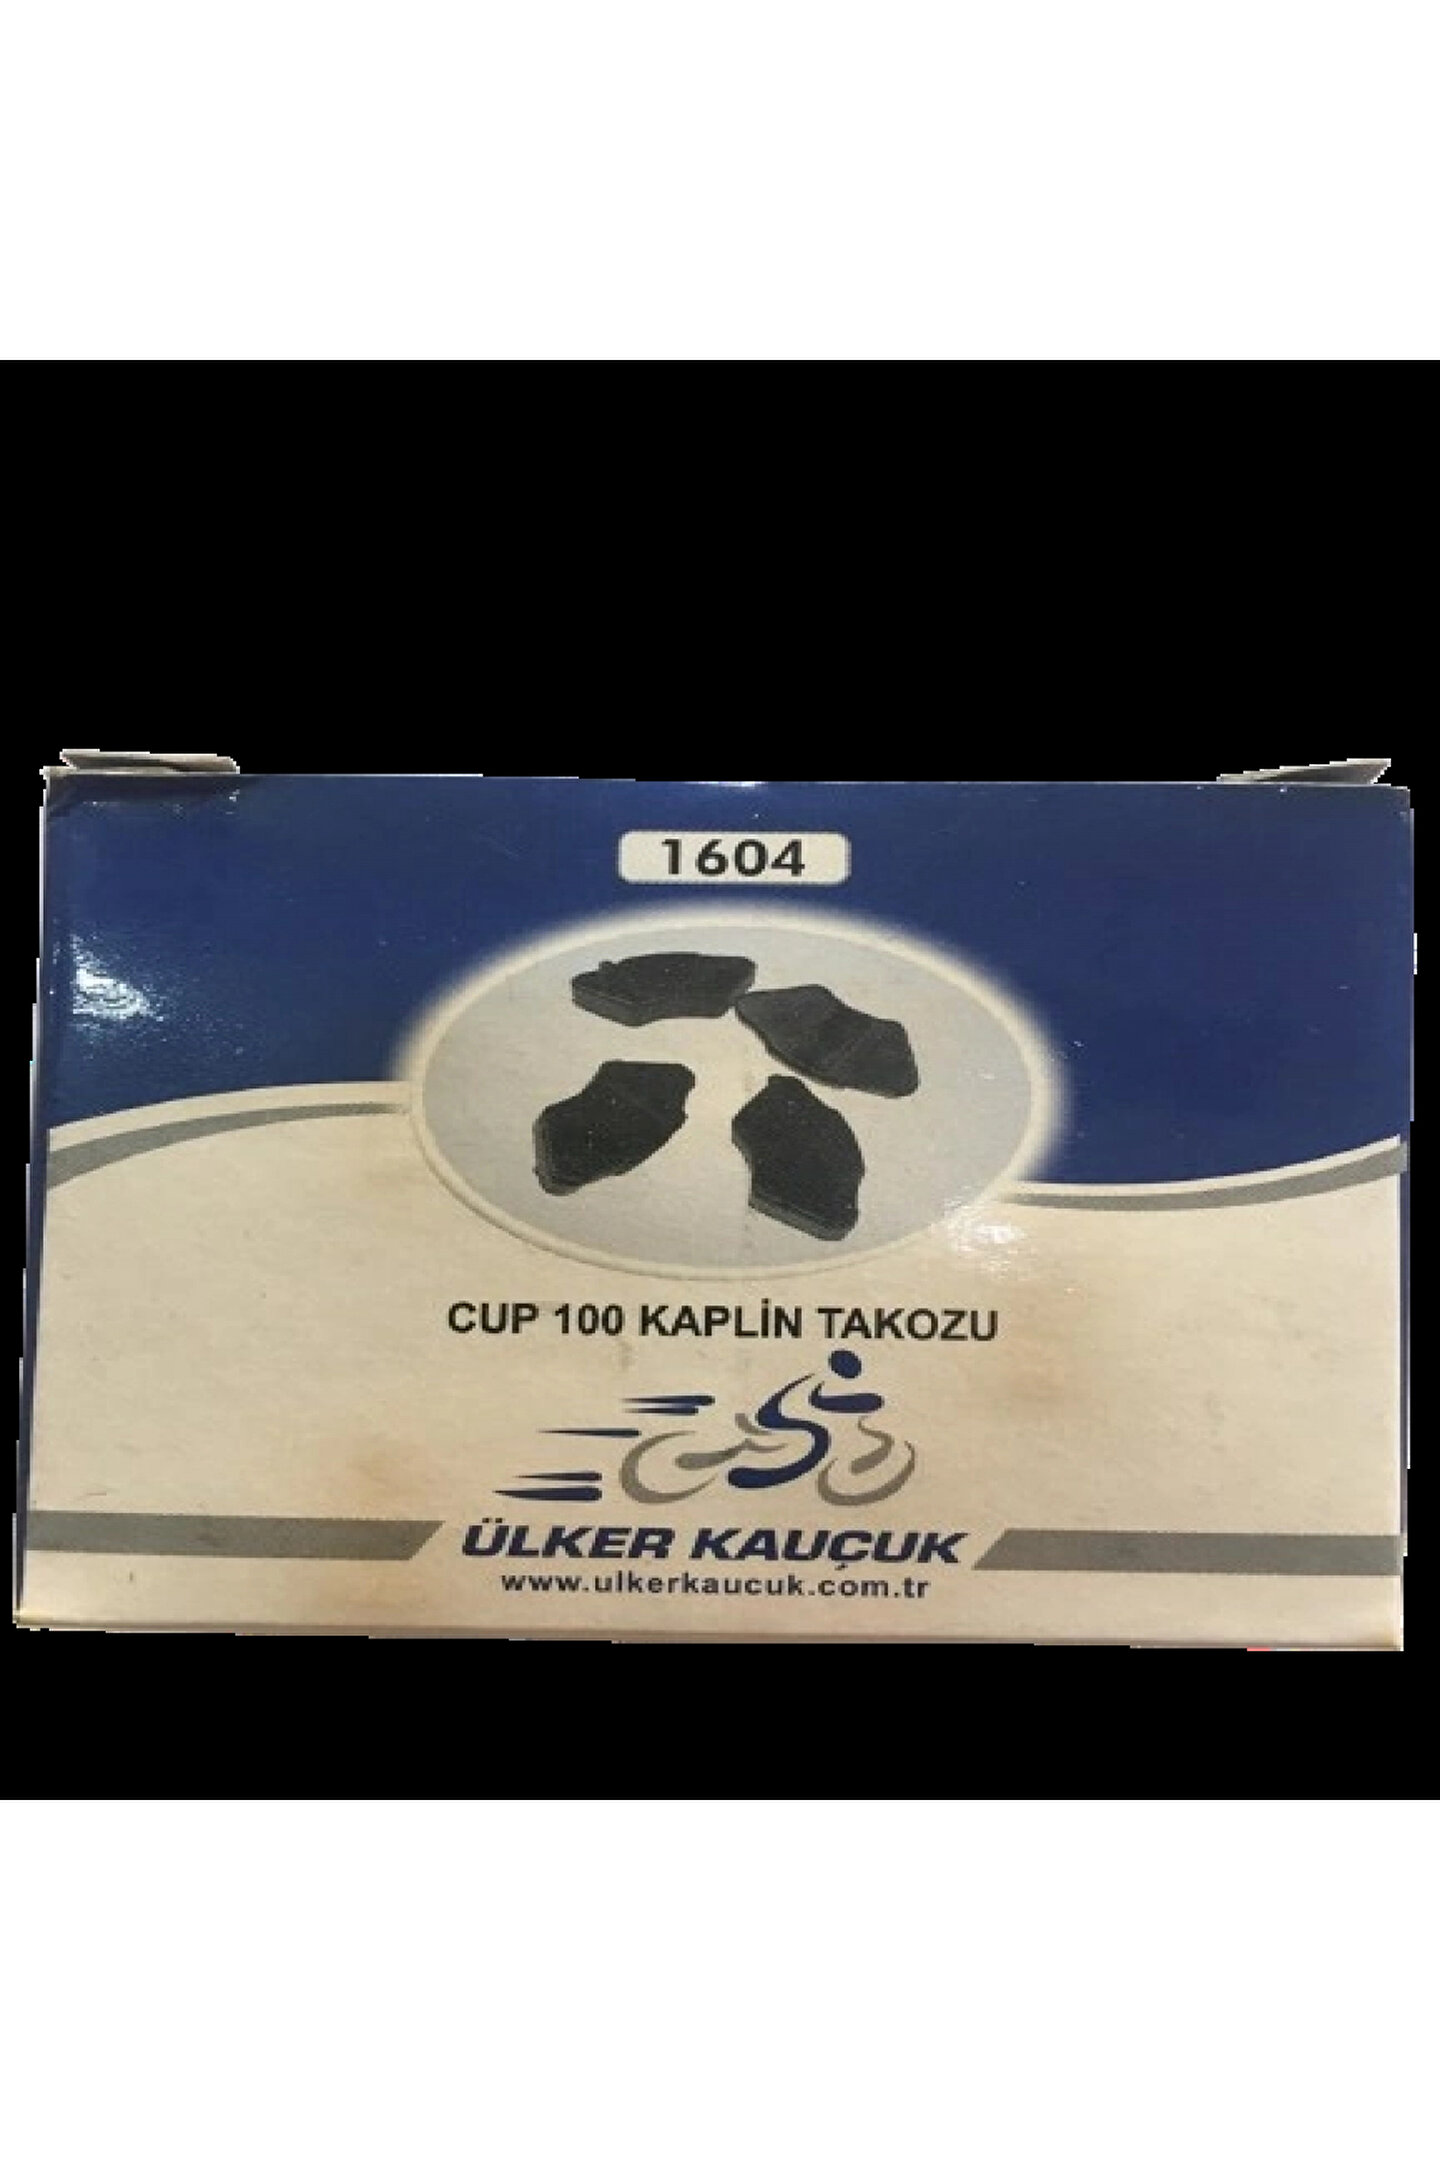 1604
CUP 100 KAPLİN TAKOZU
ÜLKER KAUÇUK
www.ulkerkaucuk.com.tr